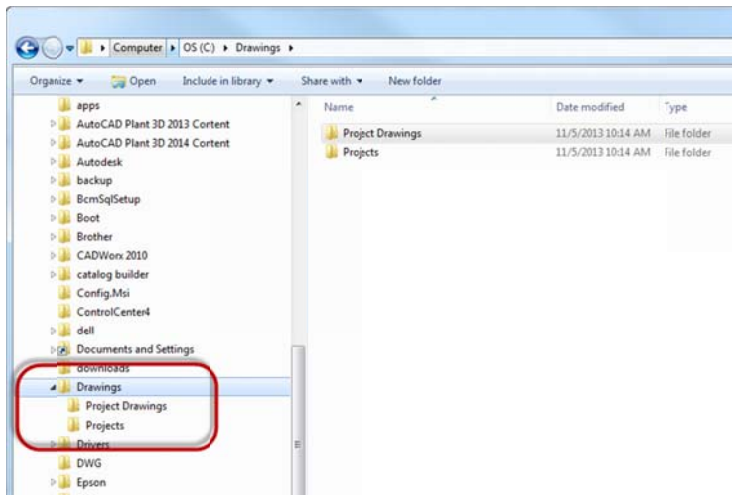 Computer OS (C) Drawings
Organize Open Include in library Share with New folder
apps
AutoCAD Plant 3D 2013 Content
AutoCAD Plant 3D 2014 Content
Autodesk
backup
BcmSqlSetup
Boot
Brother
CADWorx 2010
catalog builder
Config.Msi
ControlCenter4
dell
Documents and Settings
downloads
Drawings
Project Drawings
Projects
Drivers
DWG
Epson
Name Date modified Type
Project Drawings 11/5/2013 10:14 AM File folder
Projects 11/5/2013 10:14 AM File folder